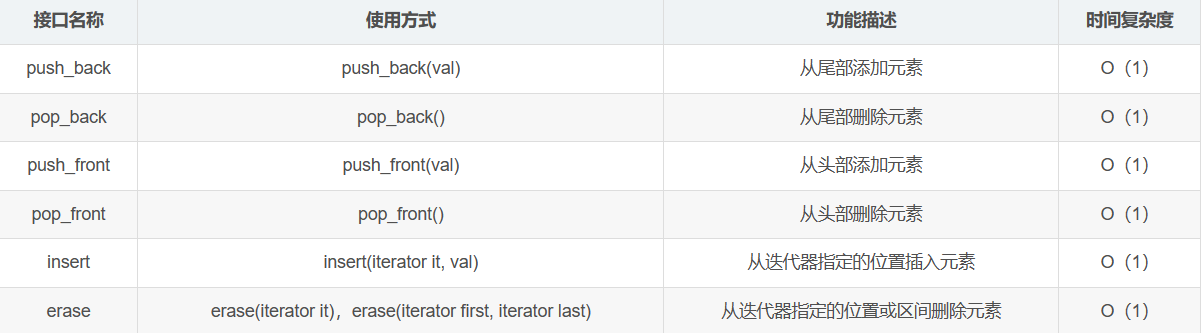 接口名称 使用方式 功能描述 时间复杂度
push_back push_back(val) 从尾部添加元素 O（1）
pop_back pop_back() 从尾部删除元素 O（1）
push_front push_front(val) 从头部添加元素 O（1）
pop_front pop_front() 从头部删除元素 O（1）
insert insert(iterator it, val) 从迭代器指定的位置插入元素 O（1）
erase erase(iterator it)，erase(iterator first, iterator last) 从迭代器指定的位置或区间删除元素 O（1）